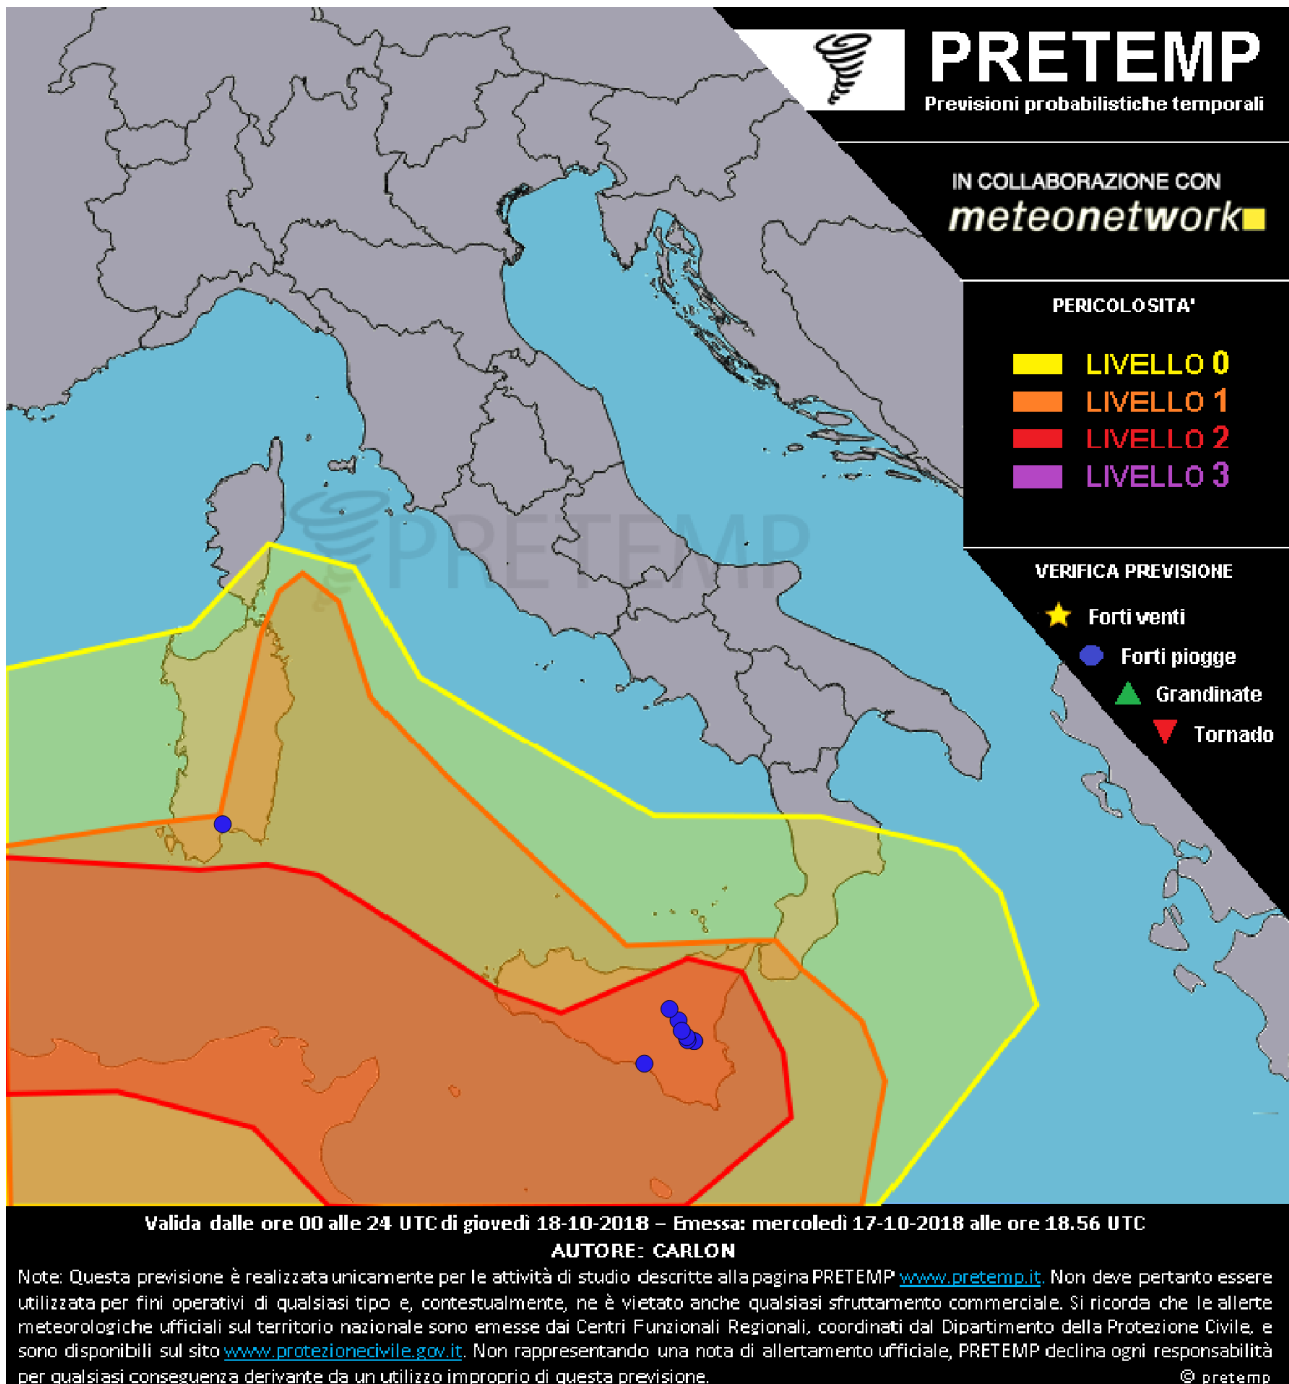 PRETEMP
Previsioni probabilistiche temporali
IN COLLABORAZIONE CON
meteonetwork
PERICOLOSITA'
LIVELLO 0
LIVELLO 1
LIVELLO 2
LIVELLO 3
PRETEMP
VERIFICA PREVISIONE
Forti venti
Forti piogge
Grandinate
Tornado
Valida dalle ore 00 alle 24 UTC di giovedì 18-10-2018 – Emessa: mercoledì 17-10-2018 alle ore 18.56 UTC
AUTORE: CARLON
Note: Questa previsione è realizzata unicamente per le attività di studio descritte alla pagina PRETEMP www.pretemp.it. Non deve pertanto essere
utilizzata per fini operativi di qualsiasi tipo e, contestualmente, ne è vietato anche qualsiasi sfruttamento commerciale. Si ricorda che le allerte
meteorologiche ufficiali sul territorio nazionale sono emesse dai Centri Funzionali Regionali, coordinati dal Dipartimento della Protezione Civile, e
sono disponibili sul sito www.protezionecivile.gov.it. Non rappresentando una nota di allertamento ufficiale, PRETEMP declina ogni responsabilità
per qualsiasi conseguenza derivante da un utilizzo improprio di questa previsione.
© pretemp